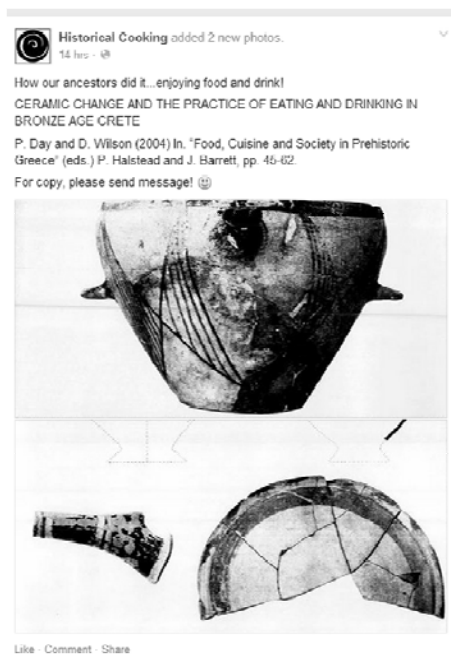 Historical Cooking added 2 new photos.
14 hrs ·
How our ancestors did it...enjoying food and drink!
CERAMIC CHANGE AND THE PRACTICE OF EATING AND DRINKING IN
BRONZE AGE CRETE
P. Day and D. Wilson (2004) In. "Food, Cuisine and Society in Prehistoric
Greece" (eds.) P. Halstead and J. Barrett, pp. 45-62.
For copy, please send message! 🙂
Like · Comment · Share